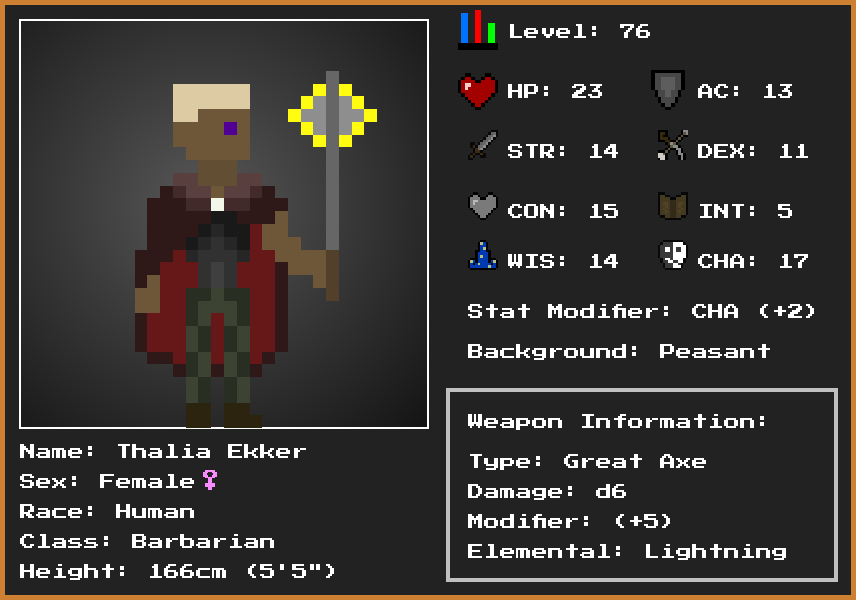 Level: 76
HP: 23 AC: 13
STR: 14 DEX: 11
CON: 15 INT: 5
WIS: 14 CHA: 17
Stat Modifier: CHA (+2)
Background: Peasant
Weapon Information:
Type: Great Axe
Damage: d6
Modifier: (+5)
Elemental: Lightning
Name: Thalia Ekker
Sex: Female♀
Race: Human
Class: Barbarian
Height: 166cm (5'5")